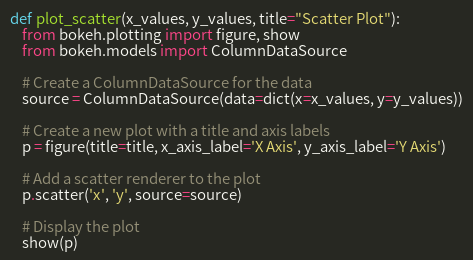 def plot_scatter(x_values, y_values, title="Scatter Plot"):
    from bokeh.plotting import figure, show
    from bokeh.models import ColumnDataSource

    # Create a ColumnDataSource for the data
    source = ColumnDataSource(data=dict(x=x_values, y=y_values))

    # Create a new plot with a title and axis labels
    p = figure(title=title, x_axis_label='X Axis', y_axis_label='Y Axis')

    # Add a scatter renderer to the plot
    p.scatter('x', 'y', source=source)

    # Display the plot
    show(p)